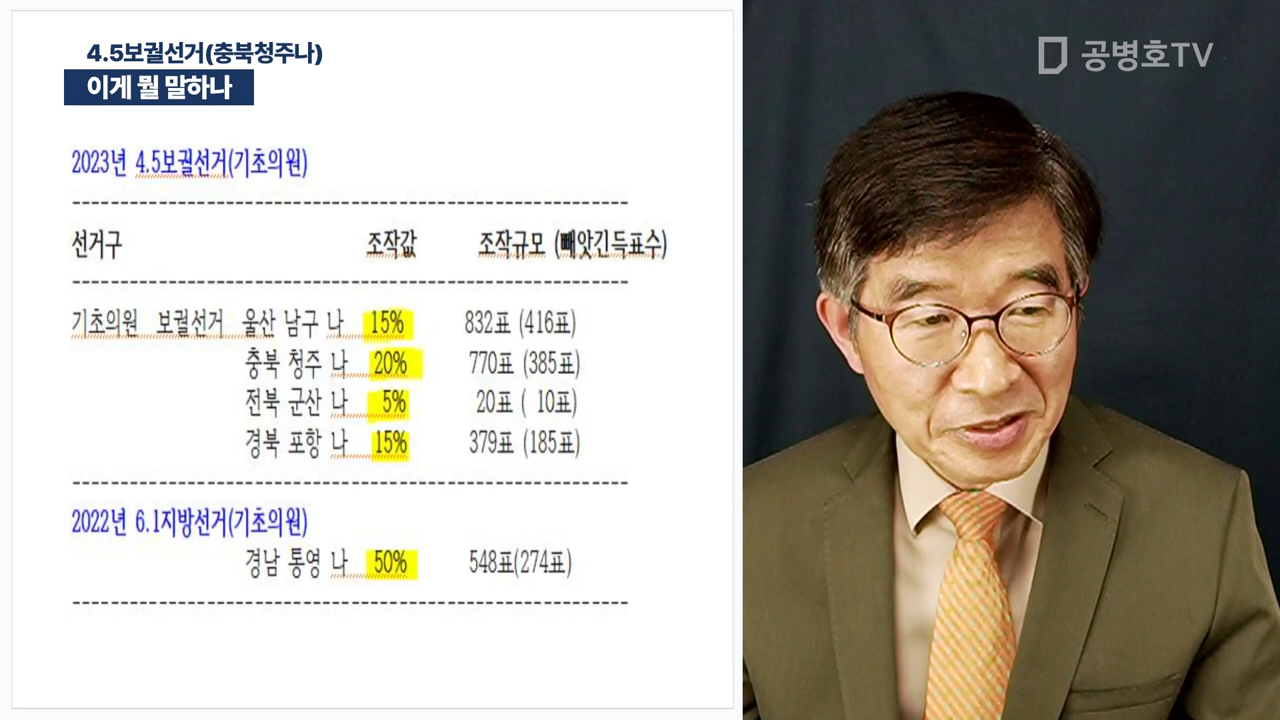 4.5보궐선거(충북청주나)
이게 뭘 말하나
공병호TV
2023년 4.5보궐선거(기초의원)
선거구 조작값 조작규모 (빼앗긴득표수)
기초의원 보궐선거 울산 남구 나 15% 832표 (416표)
충북 청주 나 20% 770표 (385표)
전북 군산 나 5% 20표 ( 10표)
경북 포항 나 15% 379표 (185표)
2022년 6.1지방선거(기초의원)
경남 통영 나 50% 548표(274표)